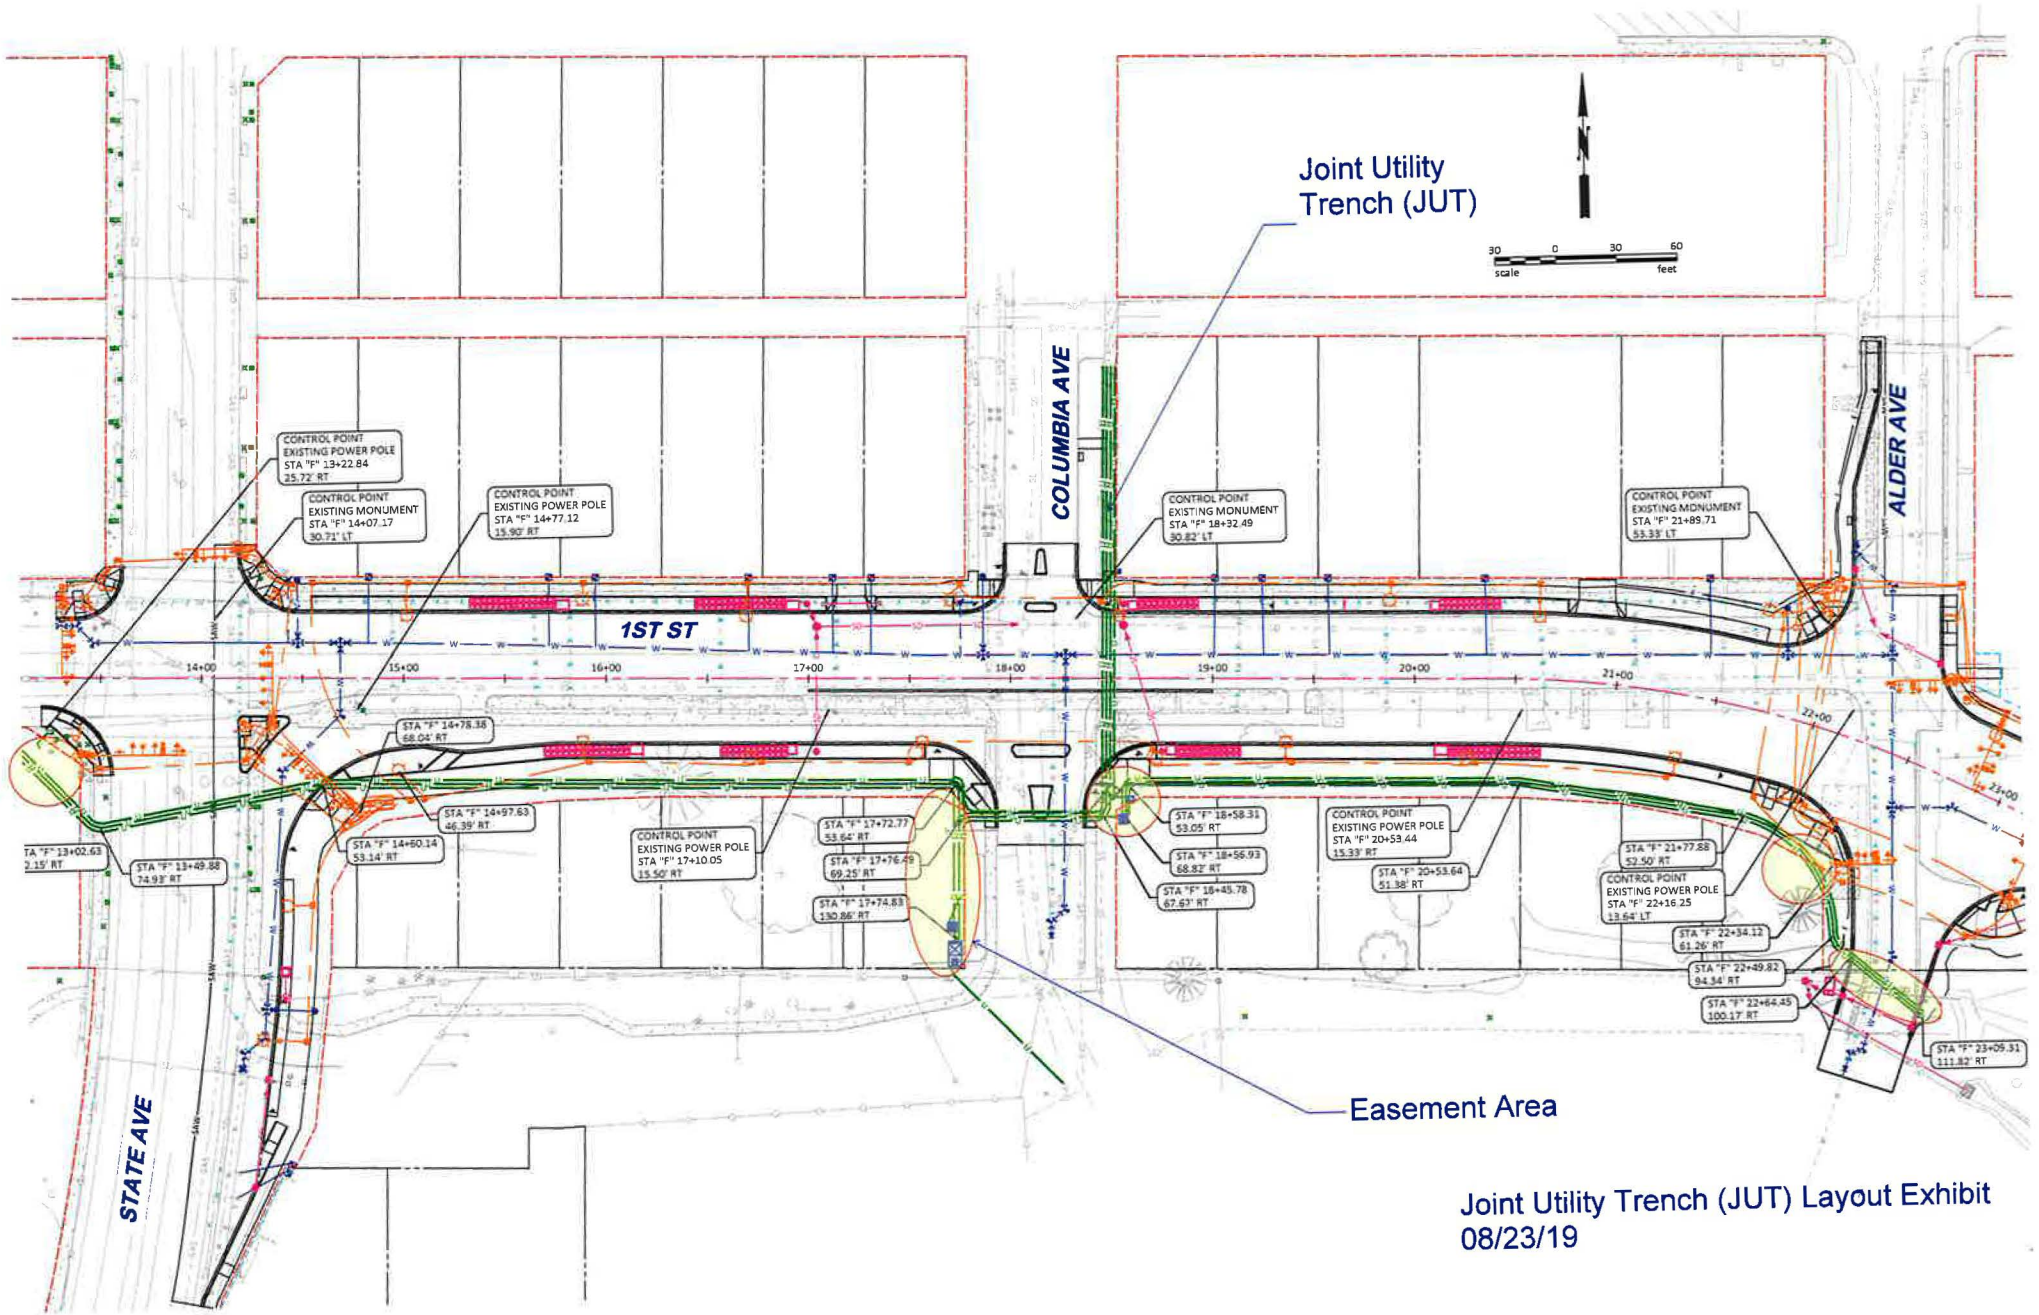 Joint Utility
Trench (JUT)
30 0 30 60
scale feet
COLUMBIA AVE
ALDER AVE
CONTROL POINT
EXISTING POWER POLE
STA "F" 13+22.84
25.72' RT
CONTROL POINT
EXISTING MONUMENT
STA "F" 14+07.17
30.71' LT
CONTROL POINT
EXISTING POWER POLE
STA "F" 14+77.12
15.90' RT
CONTROL POINT
EXISTING MONUMENT
STA "F" 18+32.49
30.82' LT
CONTROL POINT
EXISTING MONUMENT
STA "F" 21+89.71
53.33' LT
1ST ST
14+00
15+00
16+00
17+00
18+00
19+00
20+00
21+00
22+00
23+00
STA "F" 14+78.38
68.04' RT
STA "F" 14+97.63
46.39' RT
STA "F" 14+60.14
53.14' RT
TA "F" 13+02.63
2.15' RT
STA "F" 13+49.88
74.93' RT
CONTROL POINT
EXISTING POWER POLE
STA "F" 17+10.05
15.50' RT
STA "F" 17+72.77
53.64' RT
STA "F" 17+76.49
69.25' RT
STA "F" 17+74.83
130.86' RT
STA "F" 18+58.31
53.05' RT
STA "F" 18+56.93
68.82' RT
STA "F" 18+45.78
67.67' RT
CONTROL POINT
EXISTING POWER POLE
STA "F" 20+53.44
15.33' RT
STA "F" 20+53.64
51.38' RT
STA "F" 21+77.88
52.50' RT
CONTROL POINT
EXISTING POWER POLE
STA "F" 22+16.25
13.64' LT
STA "F" 22+34.12
61.26' RT
STA "F" 22+49.82
94.34' RT
STA "F" 22+64.45
100.17' RT
STA "F" 23+09.31
111.82' RT
Easement Area
STATE AVE
Joint Utility Trench (JUT) Layout Exhibit
08/23/19